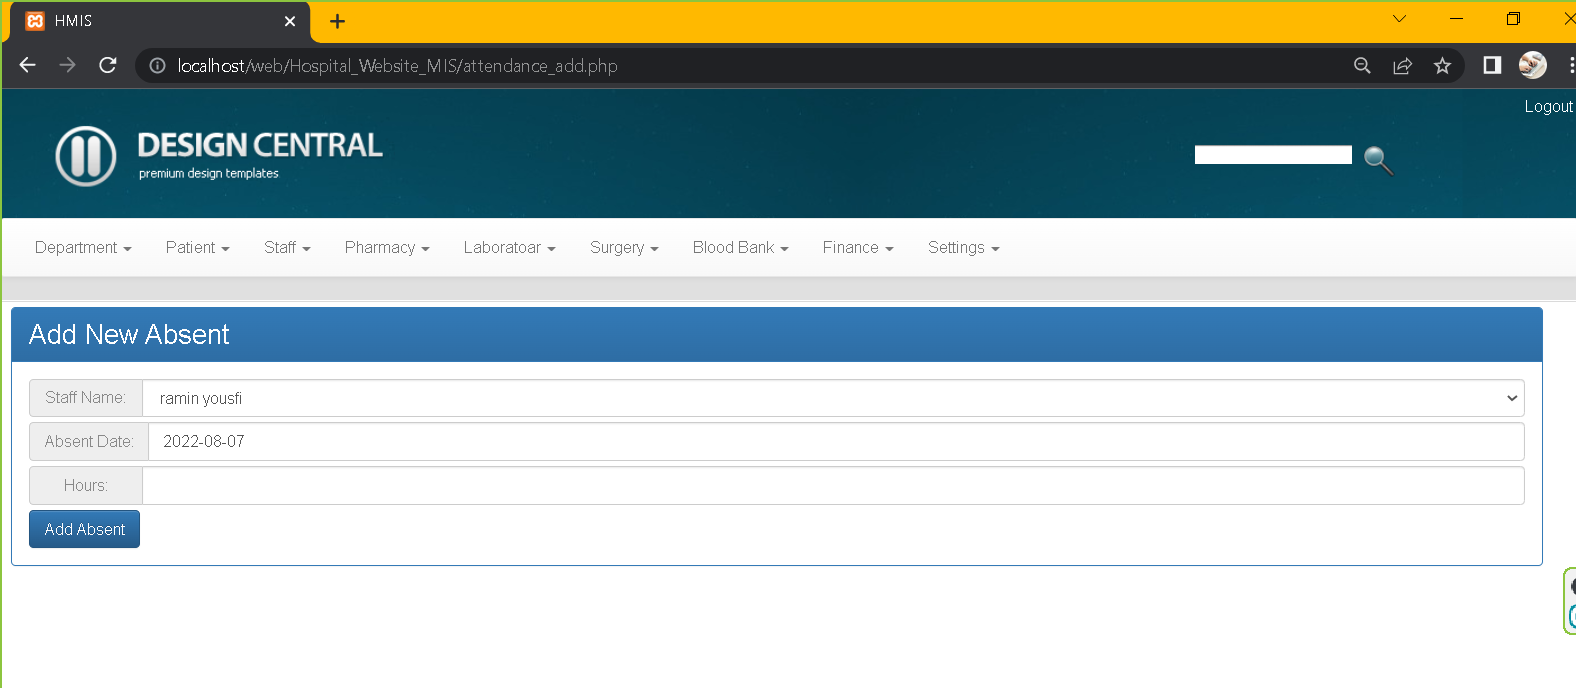 HMIS
localhost/web/Hospital_Website_MIS/attendance_add.php
Logout
DESIGN CENTRAL
premium design templates
Department Patient Staff Pharmacy Laboratoar Surgery Blood Bank Finance Settings
Add New Absent
Staff Name: ramin yousfi
Absent Date: 2022-08-07
Hours:
Add Absent